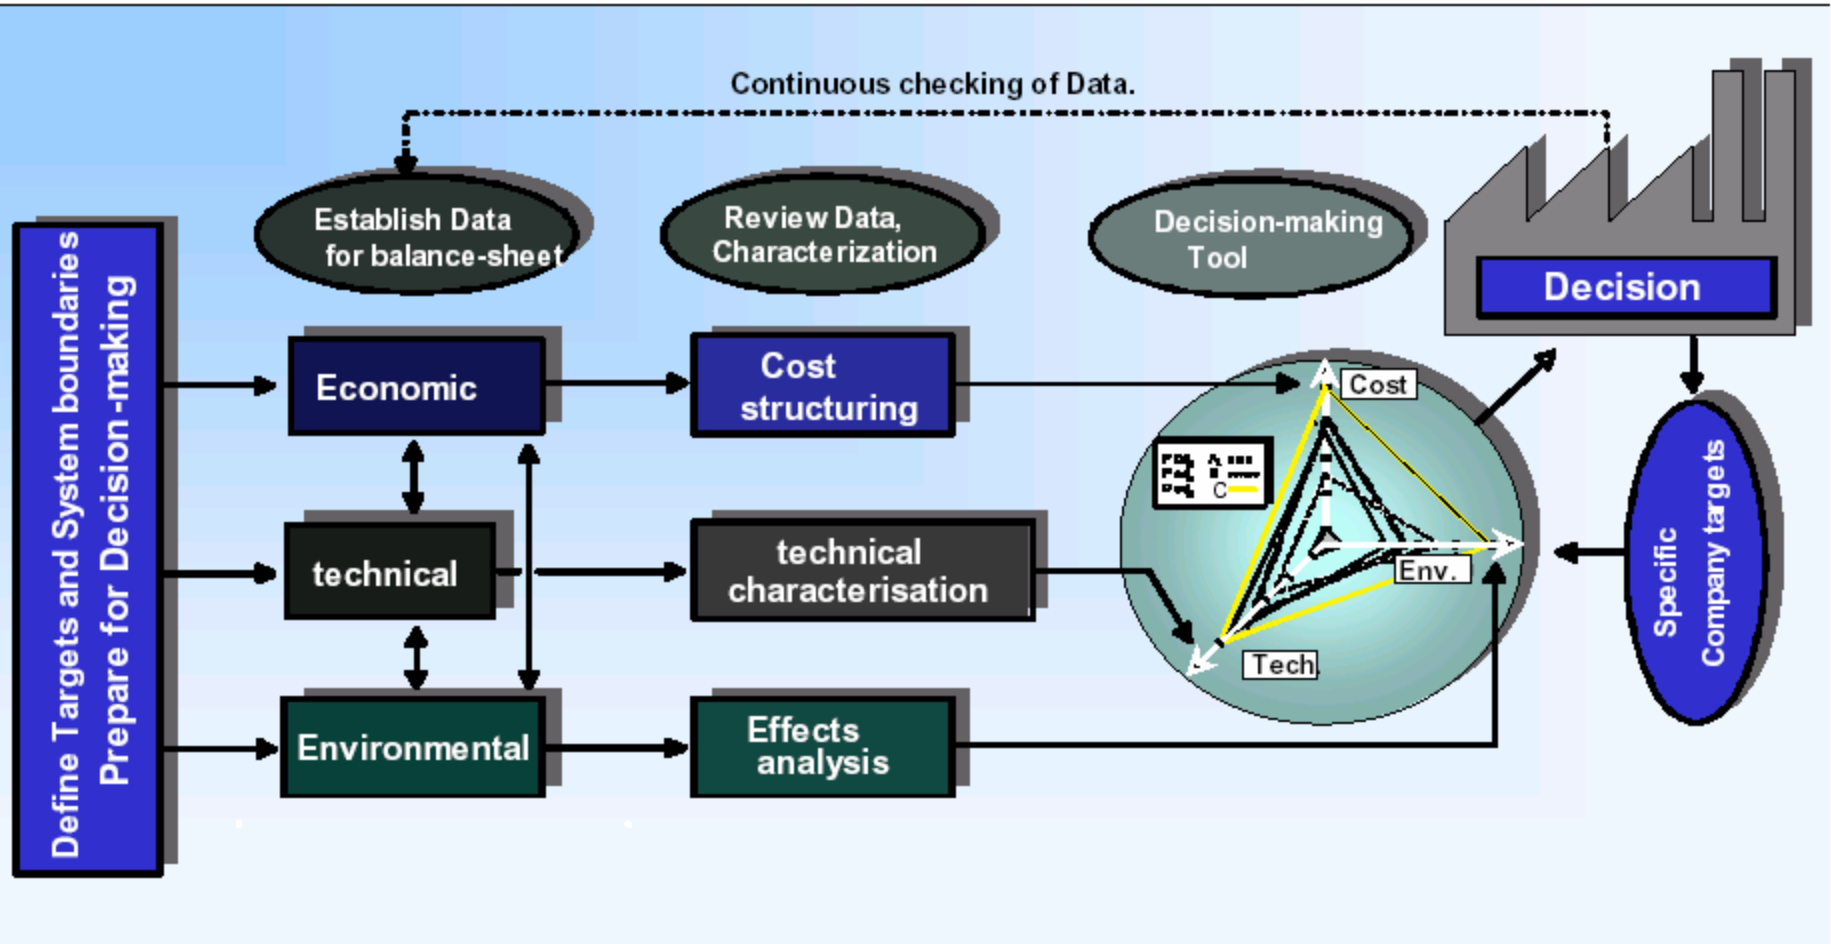 Continuous checking of Data.
Establish Data
for balance-sheet
Review Data,
Characterization
Decision-making
Tool
Decision
Define Targets and System boundaries
Prepare for Decision-making
Economic
Cost
structuring
Cost
technical
technical
characterisation
C
Env.
Tech.
Environmental
Effects
analysis
Specific
Company targets